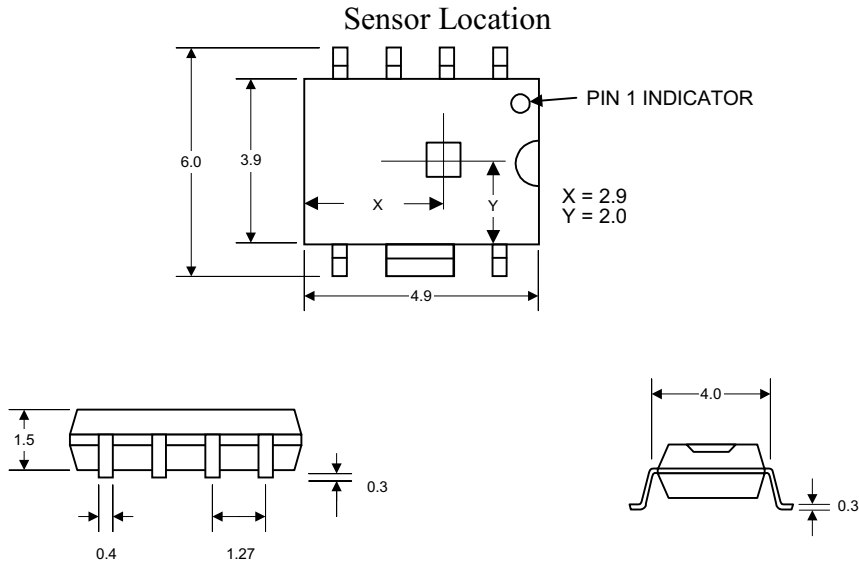 Sensor Location
PIN 1 INDICATOR
6.0
3.9
X
Y
X = 2.9
Y = 2.0
4.9
4.0
1.5
0.3
0.3
0.4
1.27